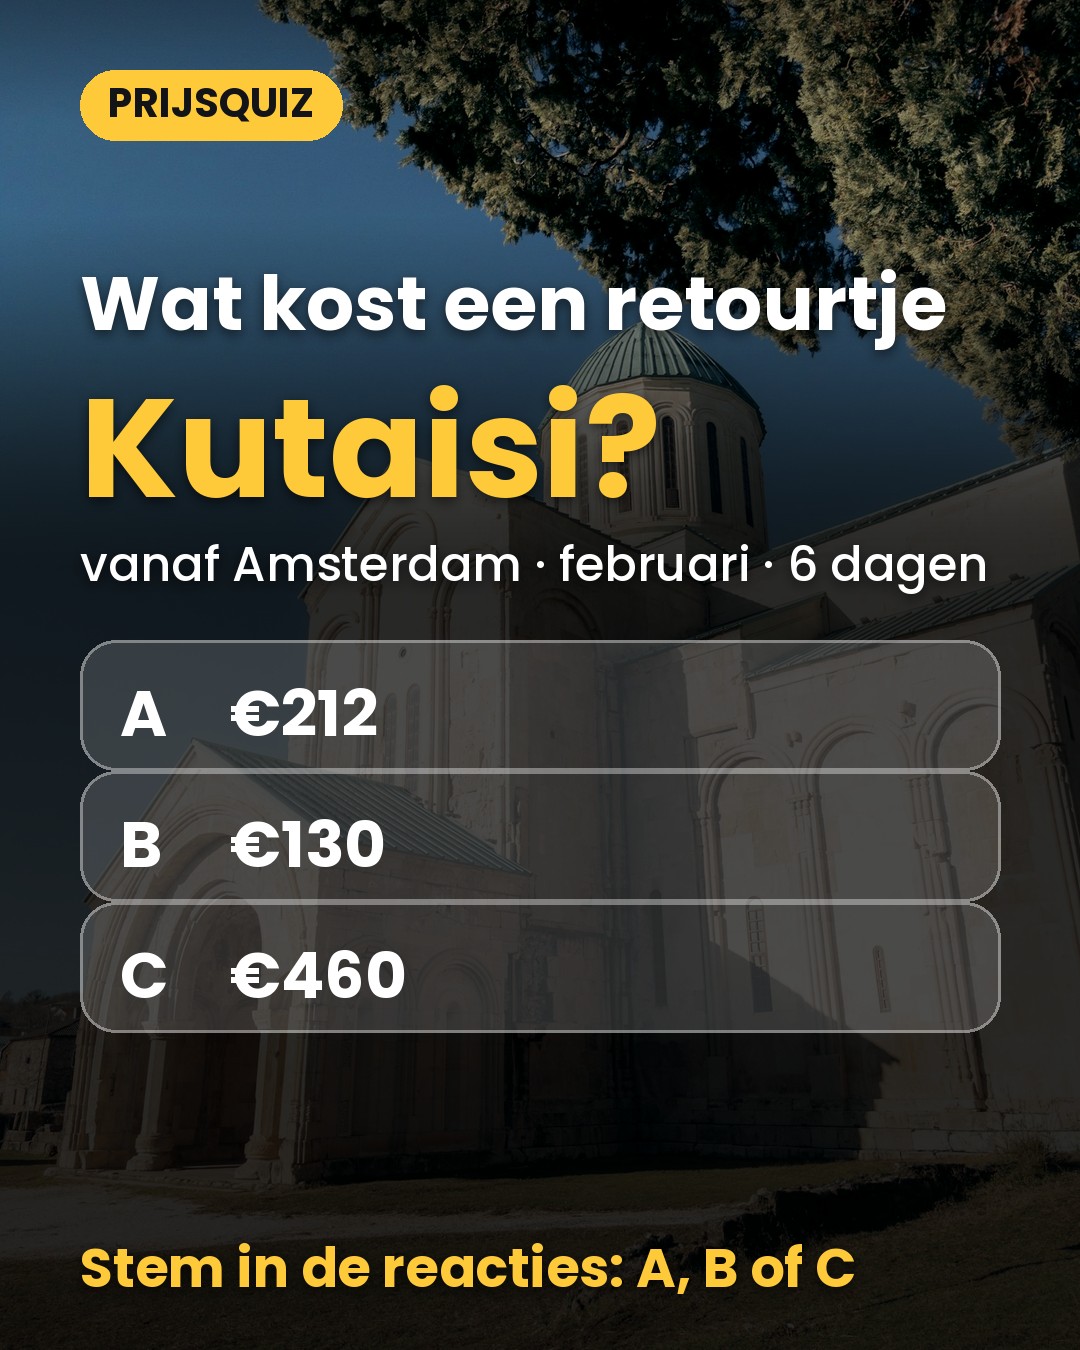 PRIJSQUIZ
Wat kost een retourtje
Kutaisi?
vanaf Amsterdam · februari · 6 dagen
A €212
B €130
C €460
Stem in de reacties: A, B of C